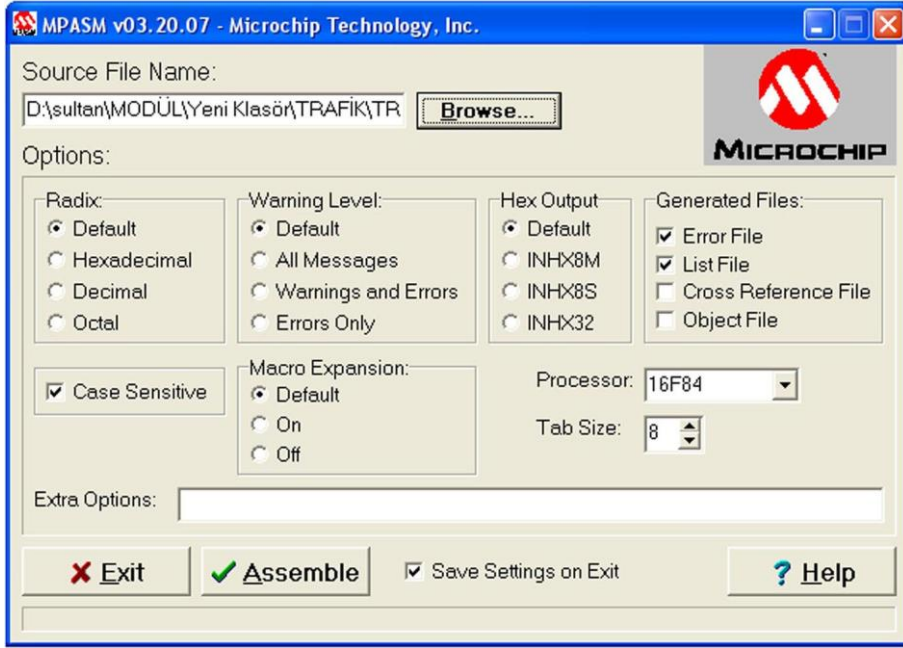 MPASM v03.20.07 - Microchip Technology, Inc.
Source File Name:
D:\sultan\MODÜL\Yeni Klasör\TRAFİK\TR
Browse...
MICROCHIP
Options:
Radix:
Default
Hexadecimal
Decimal
Octal
Warning Level:
Default
All Messages
Warnings and Errors
Errors Only
Hex Output
Default
INHX8M
INHX8S
INHX32
Generated Files:
Error File
List File
Cross Reference File
Object File
Case Sensitive
Macro Expansion:
Default
On
Off
Processor: 16F84
Tab Size: 8
Extra Options:
Exit
Assemble
Save Settings on Exit
? Help